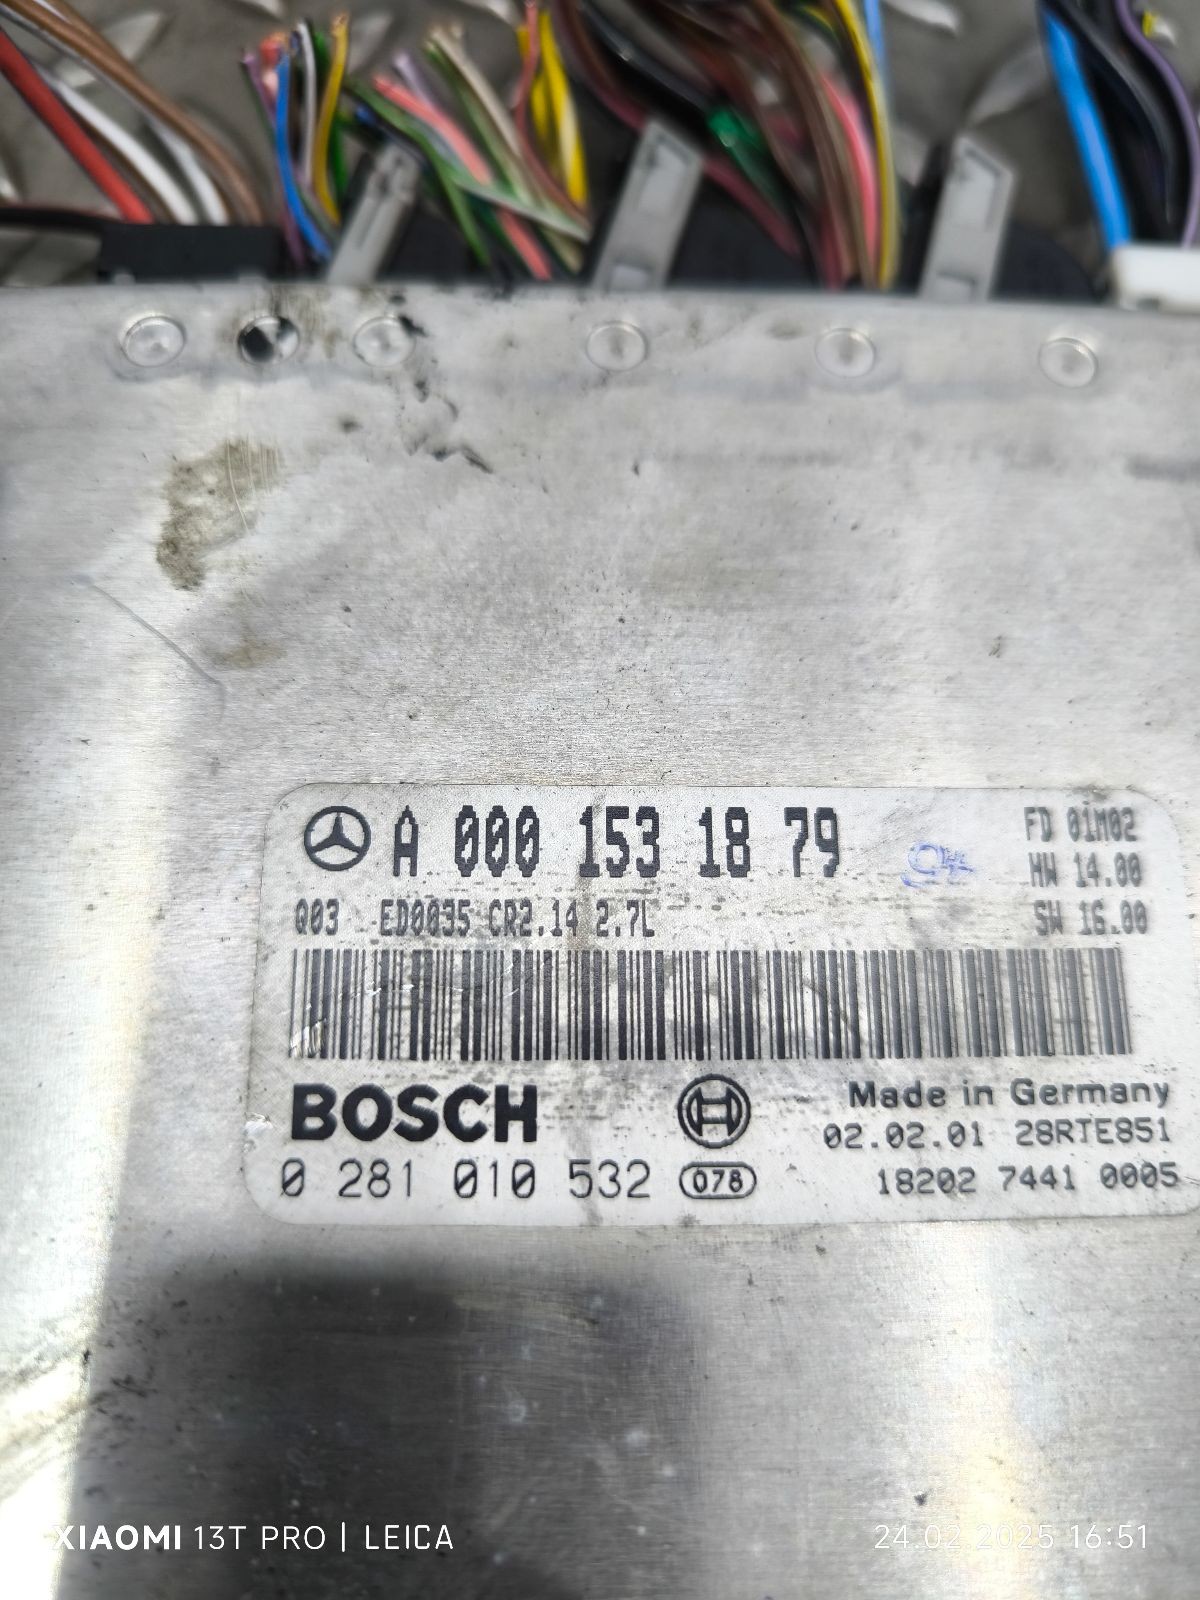 A 000 153 18 79
FD 01M02
HW 14.00
Q03 ED0035 CR2.14 2.7L
SW 16.00
BOSCH
Made in Germany
02.02.01 28RTE851
0 281 010 532 078
18202 7441 0005
XIAOMI 13T PRO | LEICA
24.02.2025 16:51